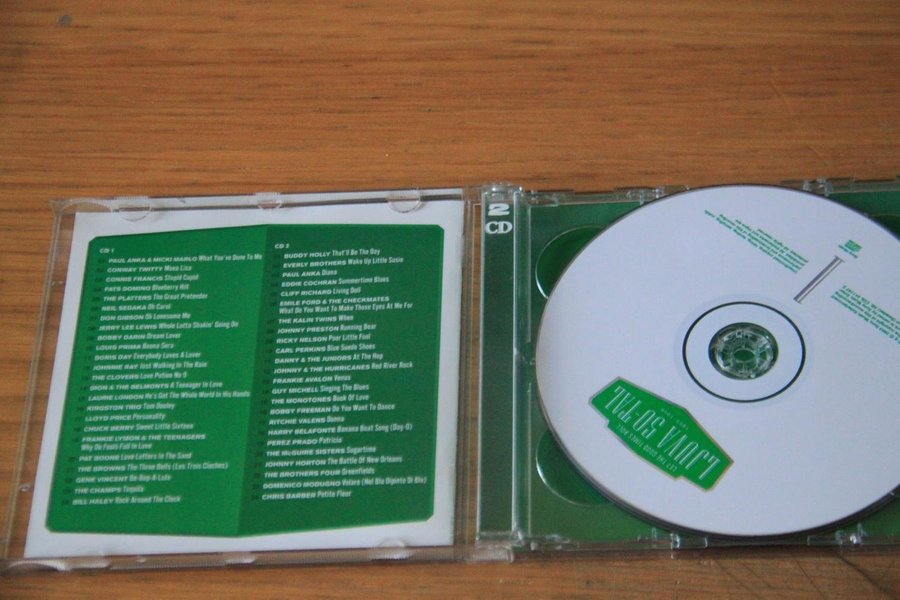 CD 1
PAUL ANKA & MICKI MARLO What You've Done To Me
CONWAY TWITTY Mona Lisa
CONNIE FRANCIS Stupid Cupid
FATS DOMINO Blueberry Hill
THE PLATTERS The Great Pretender
NEIL SEDAKA Oh Carol
DON GIBSON Oh Lonesome Me
JERRY LEE LEWIS Whole Lotta Shakin' Going On
BOBBY DARIN Dream Lover
LOUIS PRIMA Buona Sera
DORIS DAY Everybody Loves A Lover
JOHNNIE RAY Just Walking In The Rain
THE CLOVERS Love Potion No 9
DION & THE BELMONTS A Teenager In Love
LAURIE LONDON He's Got The Whole World In His Hands
KINGSTON TRIO Tom Dooley
LLOYD PRICE Personality
CHUCK BERRY Sweet Little Sixteen
FRANKIE LYMON & THE TEENAGERS
Why Do Fools Fall In Love
PAT BOONE Love Letters In The Sand
THE BROWNS The Three Bells (Les Trois Cloches)
GENE VINCENT Be-Bop-A-Lula
THE CHAMPS Tequila
BILL HALEY Rock Around The Clock
CD 2
BUDDY HOLLY That'll Be The Day
EVERLY BROTHERS Wake Up Little Susie
PAUL ANKA Diana
EDDIE COCHRAN Summertime Blues
CLIFF RICHARD Living Doll
EMILE FORD & THE CHECKMATES
What Do You Want To Make Those Eyes At Me For
THE KALIN TWINS When
JOHNNY PRESTON Running Bear
RICKY NELSON Poor Little Fool
CARL PERKINS Blue Suede Shoes
DANNY & THE JUNIORS At The Hop
JOHNNY & THE HURRICANES Red River Rock
FRANKIE AVALON Venus
GUY MICHELL Singing The Blues
THE MONOTONES Book Of Love
BOBBY FREEMAN Do You Want To Dance
RITCHIE VALENS Donna
HARRY BELAFONTE Banana Boat Song (Day-O)
PEREZ PRADO Patricia
THE McGUIRE SISTERS Sugartime
JOHNNY HORTON The Battle Of New Orleans
THE BROTHERS FOUR Greenfields
DOMENICO MODUGNO Volare (Nel Blu Dipinto Di Blu)
CHRIS BARBER Petite Fleur
2
CD
LJUVA 50-TAL
LET THE GOOD TIMES ROLL